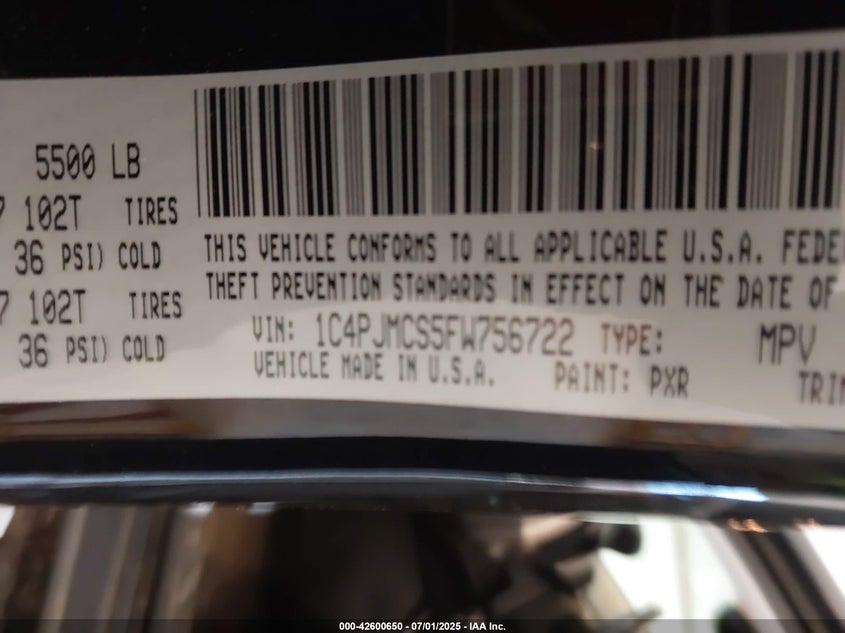 5500 LB
7 102T TIRES
36 PSI) COLD
7 102T TIRES
36 PSI) COLD
THIS VEHICLE CONFORMS TO ALL APPLICABLE U.S.A. FEDE
THEFT PREVENTION STANDARDS IN EFFECT ON THE DATE OF
VIN: 1C4PJMCS5FW756722 TYPE: MPV
VEHICLE MADE IN U.S.A. PAINT: PXR
TRIM
000-42600650 / 07/01/2025 - IAA Inc.